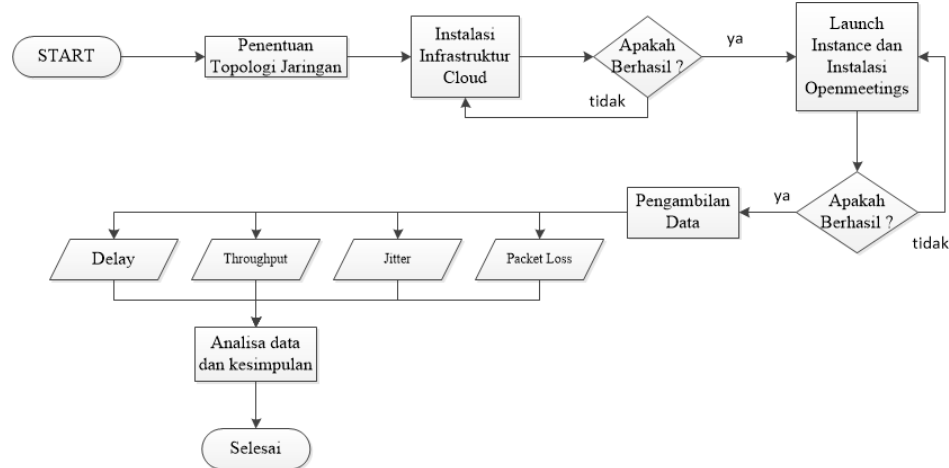 START
Penentuan
Topologi Jaringan
Instalasi
Infrastruktur
Cloud
Apakah
Berhasil ?
ya
tidak
Launch
Instance dan
Instalasi
Openmeetings
Apakah
Berhasil ?
ya
tidak
Pengambilan
Data
Delay
Throughput
Jitter
Packet Loss
Analisa data
dan kesimpulan
Selesai